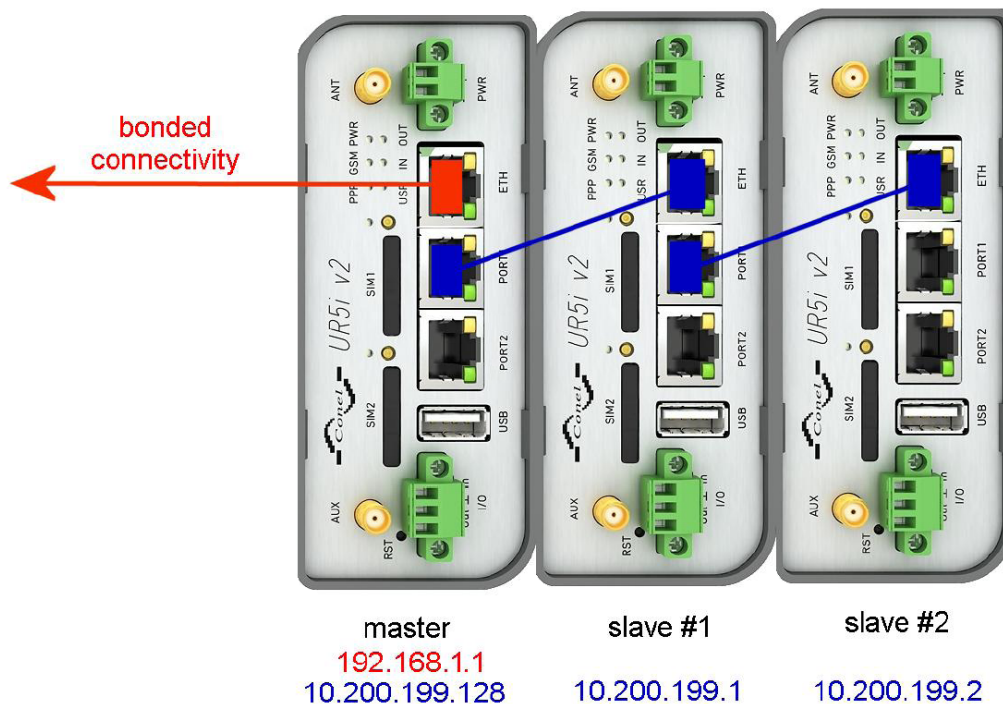 bonded
connectivity
ANT
PWR
PPP GSM PWR
USR IN OUT
ETH
PORT1
PORT2
SIM1
SIM2
UR5i v2
Conel
USB
AUX
RST
I/O
ANT
PWR
PPP GSM PWR
USR IN OUT
ETH
PORT1
PORT2
SIM1
SIM2
UR5i v2
Conel
USB
AUX
RST
I/O
ANT
PWR
PPP GSM PWR
USR IN OUT
ETH
PORT1
PORT2
SIM1
SIM2
UR5i v2
Conel
USB
AUX
RST
I/O
master
192.168.1.1
10.200.199.128
slave #1
10.200.199.1
slave #2
10.200.199.2